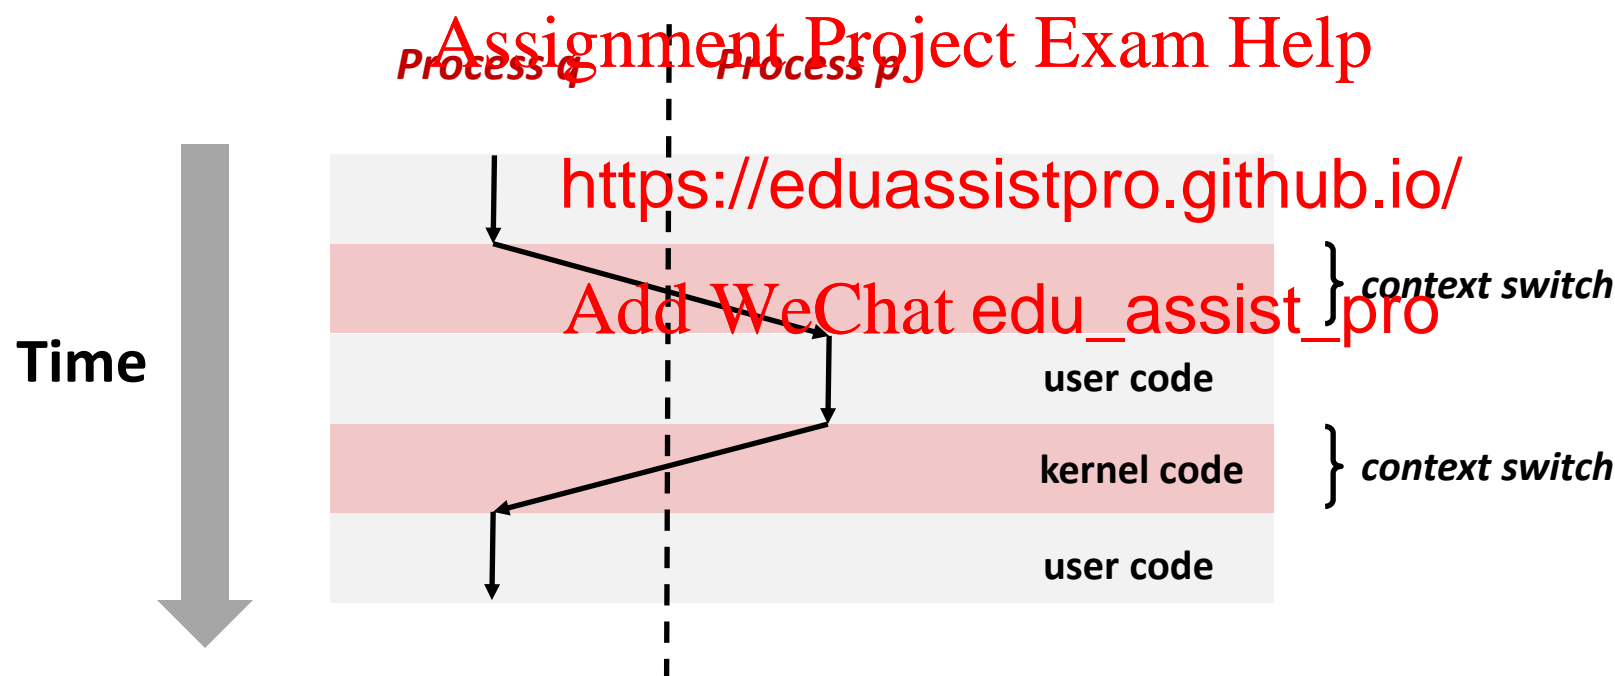 Assignment Project Exam Help
Process q Process p
https://eduassistpro.github.io/
context switch
Add WeChat edu_assist_pro
Time
user code
kernel code
context switch
user code